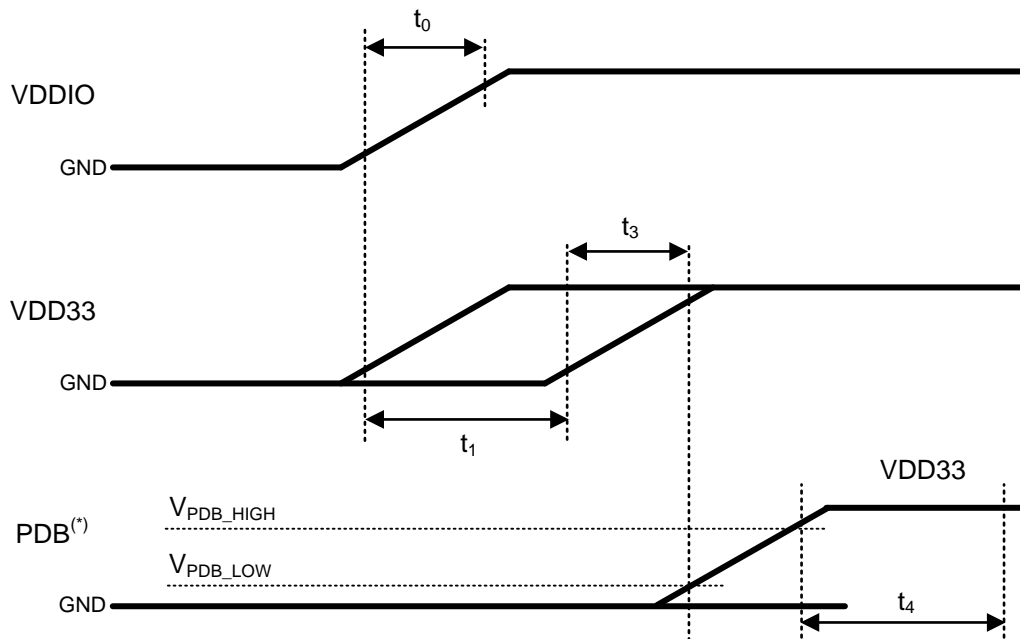 t0
VDDIO
GND
t3
VDD33
GND
t1
VDD33
VPDB_HIGH
PDB(*)
VPDB_LOW
GND
t4